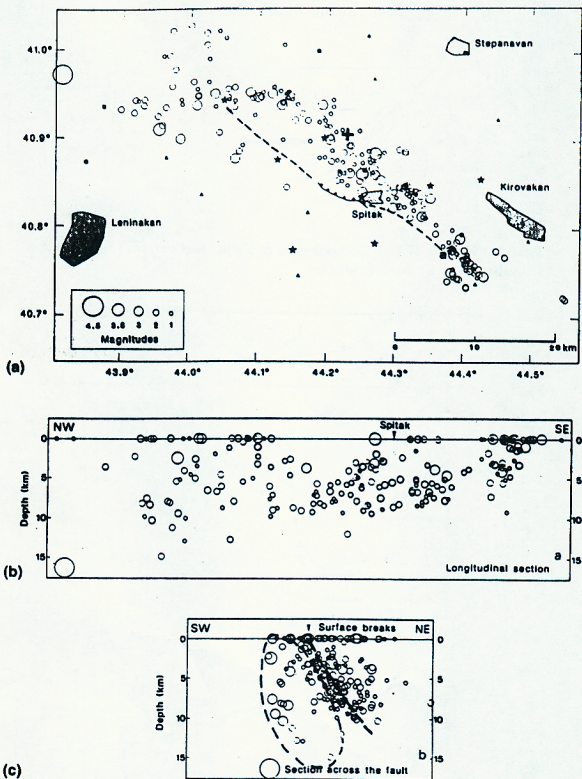 41.0°
40.9°
40.8°
40.7°
Stepanavan
Kirovakan
Spitak
Leninakan
4.5 3.5 3 2 1
Magnitudes
0 10 20 km
43.9° 44.0° 44.1° 44.2° 44.3° 44.4° 44.5°
(a)
NW Spitak SE
0 0
5 5
10 10
15 15
Depth (km)
Longitudinal section a
(b)
SW Surface breaks NE
0 0
5 5
10 10
15 15
Depth (km)
b
Section across the fault
(c)